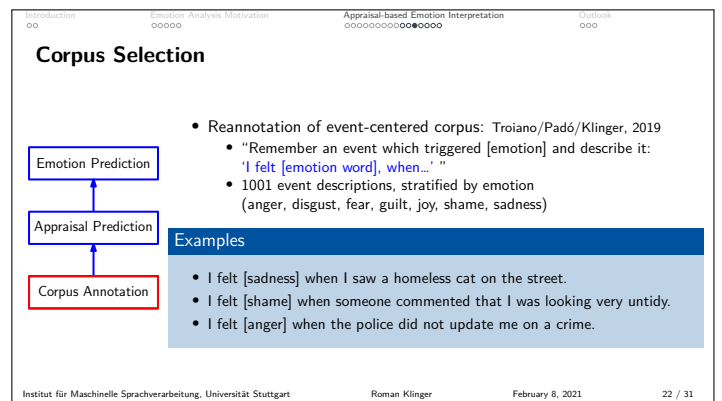 Introduction Emotion Analysis Motivation Appraisal-based Emotion Interpretation Outlook
Corpus Selection
• Reannotation of event-centered corpus: Troiano/Padó/Klinger, 2019
• “Remember an event which triggered [emotion] and describe it:
‘I felt [emotion word], when…’ ”
• 1001 event descriptions, stratified by emotion
(anger, disgust, fear, guilt, joy, shame, sadness)
Emotion Prediction
Appraisal Prediction
Corpus Annotation
Examples
• I felt [sadness] when I saw a homeless cat on the street.
• I felt [shame] when someone commented that I was looking very untidy.
• I felt [anger] when the police did not update me on a crime.
Institut für Maschinelle Sprachverarbeitung, Universität Stuttgart Roman Klinger February 8, 2021 22 / 31